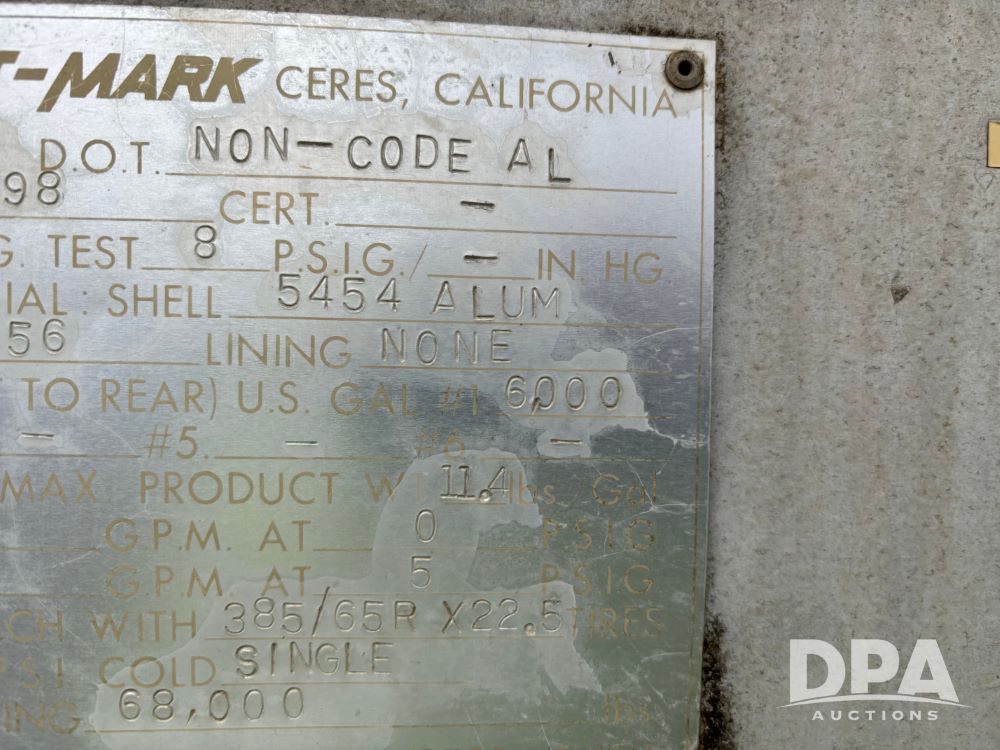 T-MARK CERES, CALIFORNIA
D.O.T. NON-CODE AL
98 CERT. -
G. TEST 8 P.S.I.G./ - IN HG
IAL: SHELL 5454 ALUM
56 LINING NONE
TO REAR) U.S. GAL #1 6,000
- #5. - #6. -
MAX. PRODUCT WT 11.4 lbs./Gal
G.P.M. AT 0 PSIG
G.P.M. AT 5 PSIG
CH WITH 385/65R X22.5 TIRES
PSI COLD SINGLE
ING 68,000 lbs
DPA
AUCTIONS